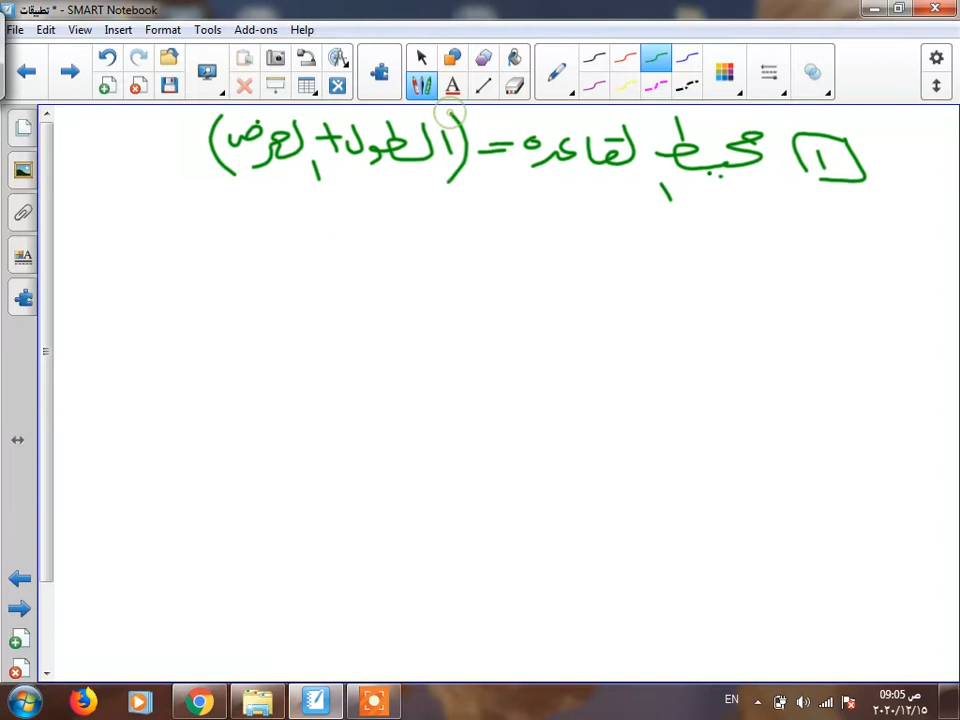 تطبيقات * - SMART Notebook
File Edit View Insert Format Tools Add-ons Help
١ محيط القاعدة = (الطول + العرض)
EN
ص 09:05
٢٠٢٠/١٢/١٥